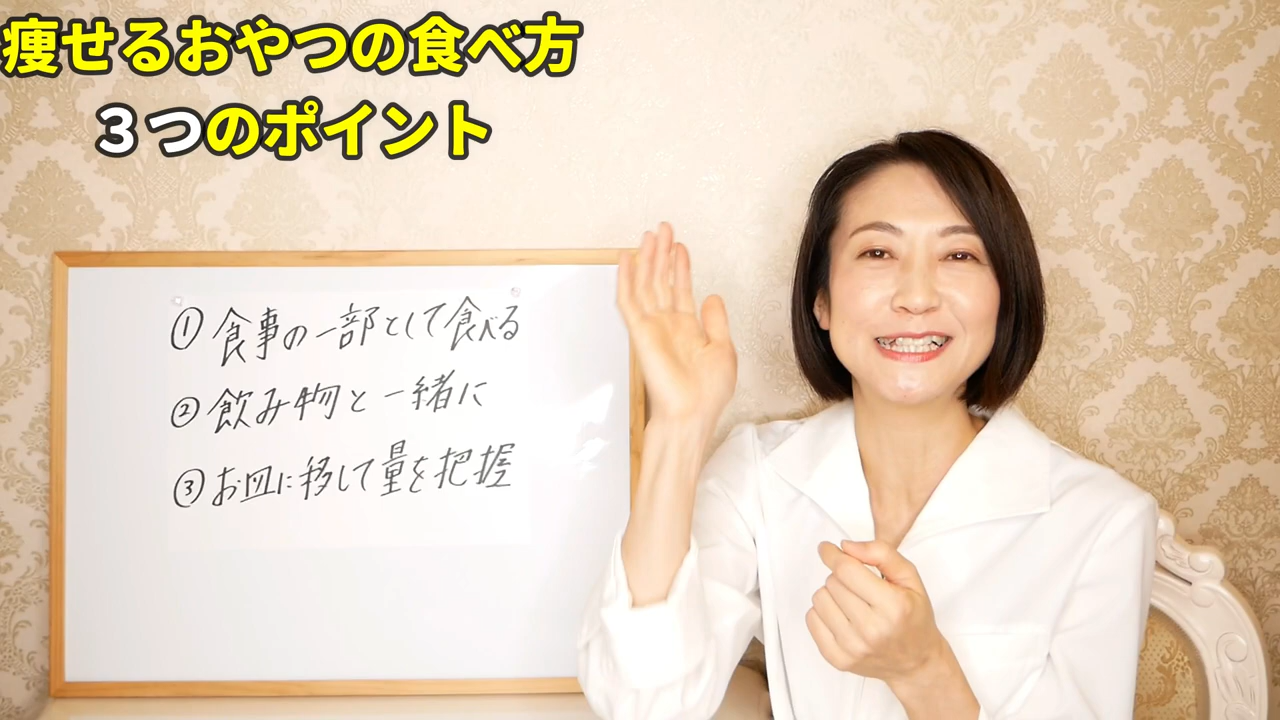 痩せるおやつの食べ方
３つのポイント
①食事の一部として食べる
②飲み物と一緒に
③お皿に移して量を把握